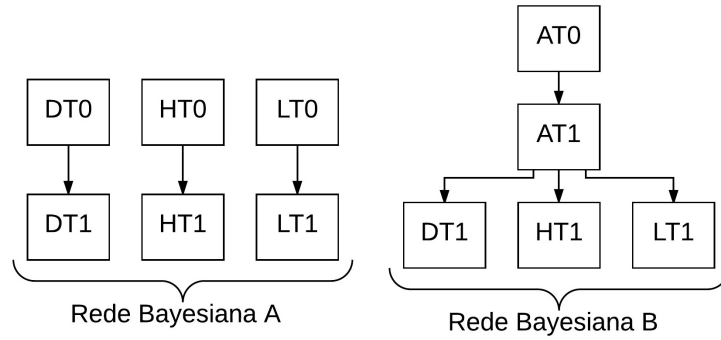 DT0 HT0 LT0
DT1 HT1 LT1
Rede Bayesiana A
AT0
AT1
DT1 HT1 LT1
Rede Bayesiana B